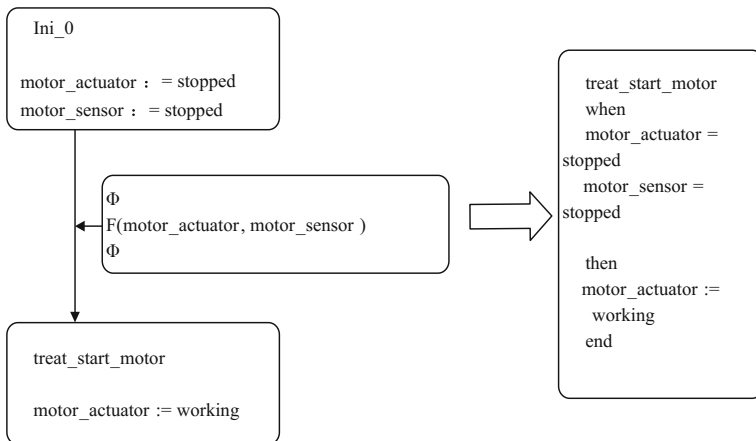 Ini_0
motor_actuator : = stopped
motor_sensor : = stopped
Φ
F(motor_actuator, motor_sensor )
Φ
treat_start_motor
motor_actuator := working
treat_start_motor
when
motor_actuator =
stopped
motor_sensor =
stopped
then
motor_actuator :=
working
end